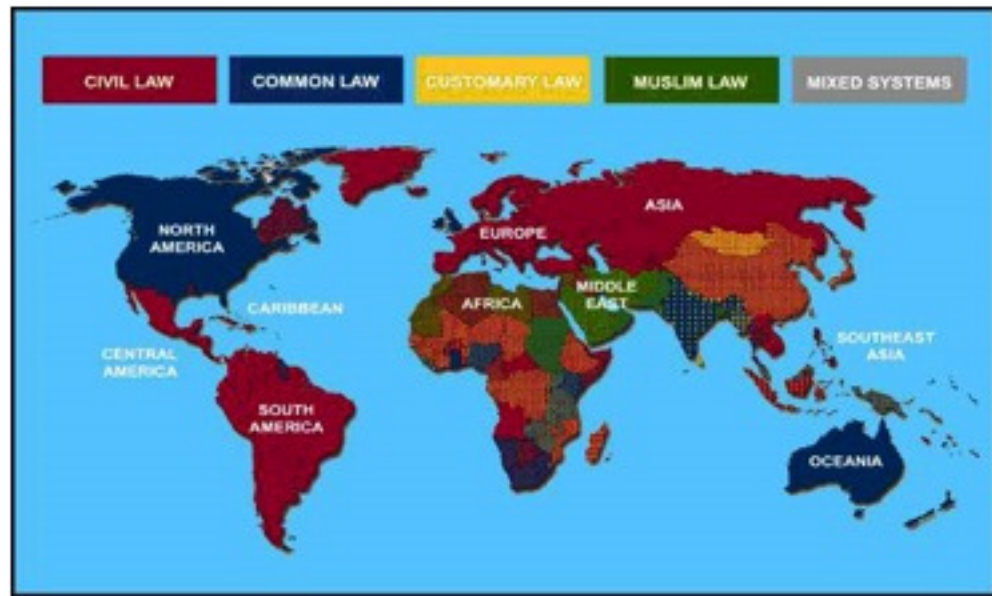 CIVIL LAW
COMMON LAW
CUSTOMARY LAW
MUSLIM LAW
MIXED SYSTEMS
NORTH
AMERICA
EUROPE
ASIA
CARIBBEAN
AFRICA
MIDDLE
EAST
CENTRAL
AMERICA
SOUTHEAST
ASIA
SOUTH
AMERICA
OCEANIA